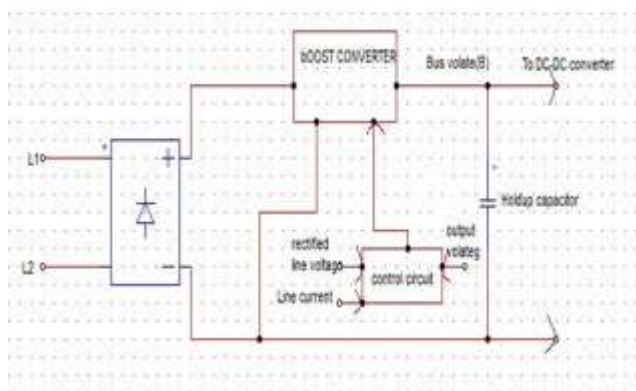 bOOST CONVERTER
Bus volate(B)
To DC-DC converter
L1
+
L2
-
Holdup capacitor
rectified
line voltage
output
volateg
control circuit
Line current